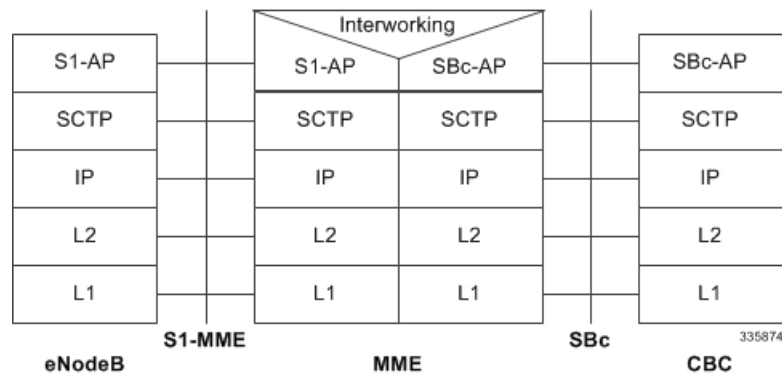 Interworking
S1-AP S1-AP SBc-AP SBc-AP
SCTP SCTP SCTP SCTP
IP IP IP IP
L2 L2 L2 L2
L1 L1 L1 L1
S1-MME SBc 335874
eNodeB MME CBC